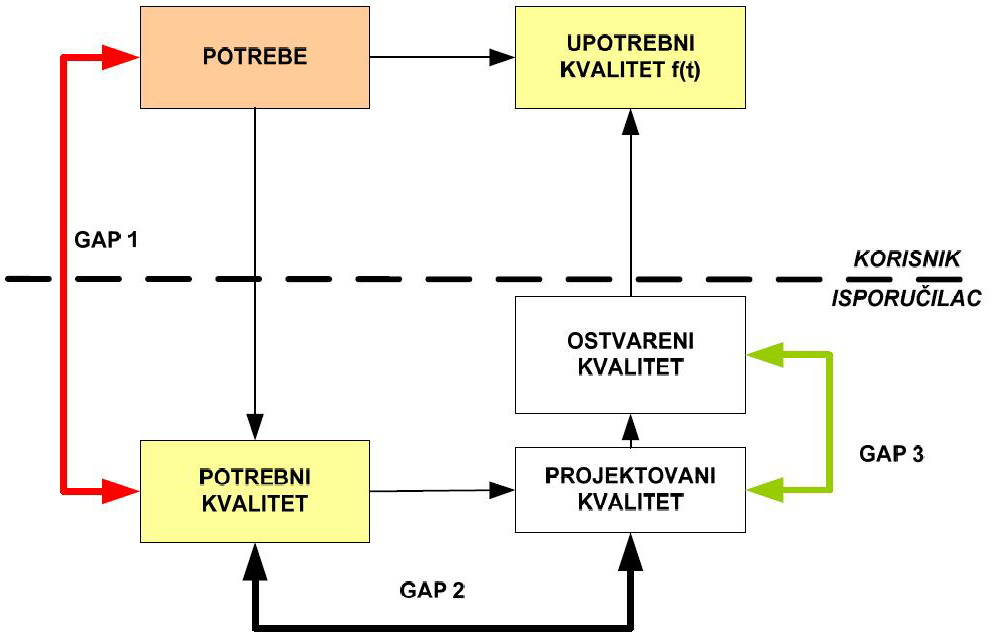 POTREBE
UPOTREBNI
KVALITET f(t)
GAP 1
KORISNIK
ISPORUČILAC
OSTVARENI
KVALITET
GAP 3
POTREBNI
KVALITET
PROJEKTOVANI
KVALITET
GAP 2